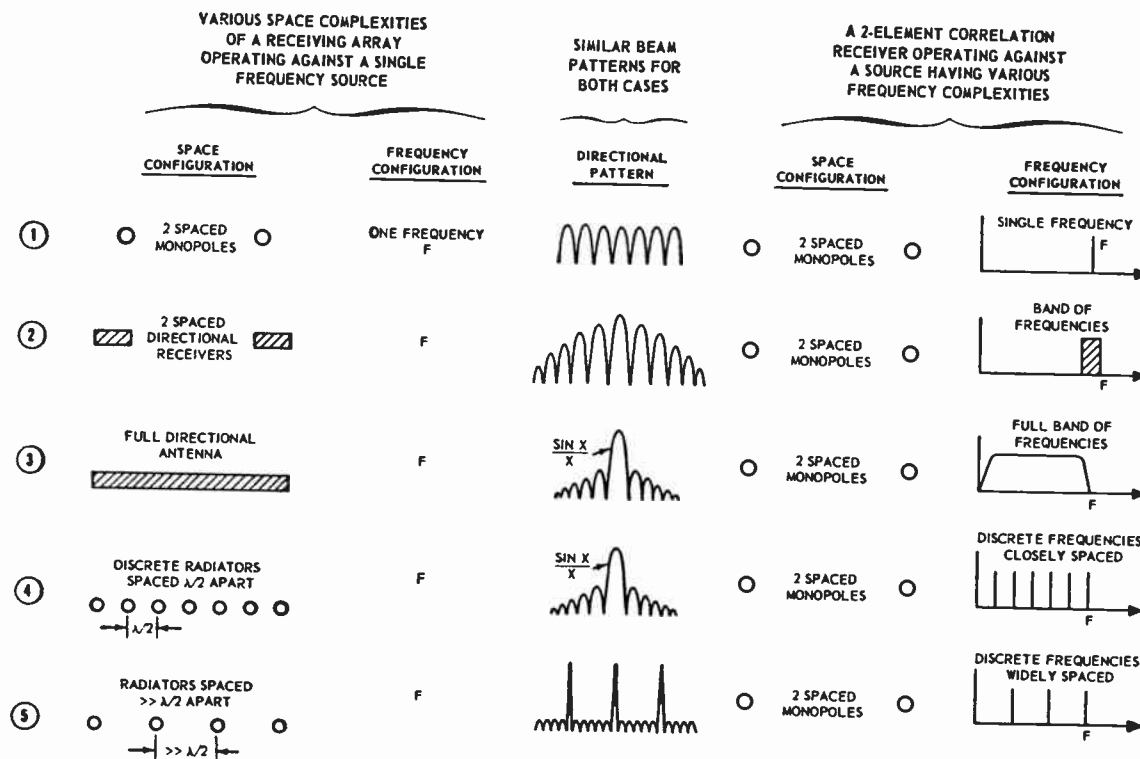 VARIOUS SPACE COMPLEXITIES
OF A RECEIVING ARRAY
OPERATING AGAINST A SINGLE
FREQUENCY SOURCE
SIMILAR BEAM
PATTERNS FOR
BOTH CASES
A 2-ELEMENT CORRELATION
RECEIVER OPERATING AGAINST
A SOURCE HAVING VARIOUS
FREQUENCY COMPLEXITIES
SPACE
CONFIGURATION
FREQUENCY
CONFIGURATION
DIRECTIONAL
PATTERN
SPACE
CONFIGURATION
FREQUENCY
CONFIGURATION
1
2 SPACED
MONOPOLES
ONE FREQUENCY
F
2 SPACED
MONOPOLES
SINGLE FREQUENCY
F
2
2 SPACED
DIRECTIONAL
RECEIVERS
F
2 SPACED
MONOPOLES
BAND OF
FREQUENCIES
F
3
FULL DIRECTIONAL
ANTENNA
F
SIN X
X
2 SPACED
MONOPOLES
FULL BAND OF
FREQUENCIES
F
4
DISCRETE RADIATORS
SPACED λ/2 APART
λ/2
F
SIN X
X
2 SPACED
MONOPOLES
DISCRETE FREQUENCIES
CLOSELY SPACED
F
5
RADIATORS SPACED
>> λ/2 APART
>> λ/2
F
2 SPACED
MONOPOLES
DISCRETE FREQUENCIES
WIDELY SPACED
F